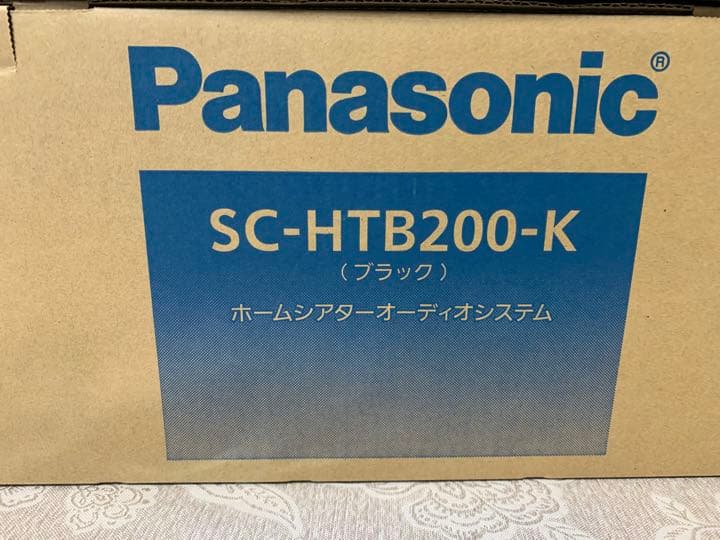 Panasonic®
SC-HTB200-K
(ブラック)
ホームシアターオーディオシステム